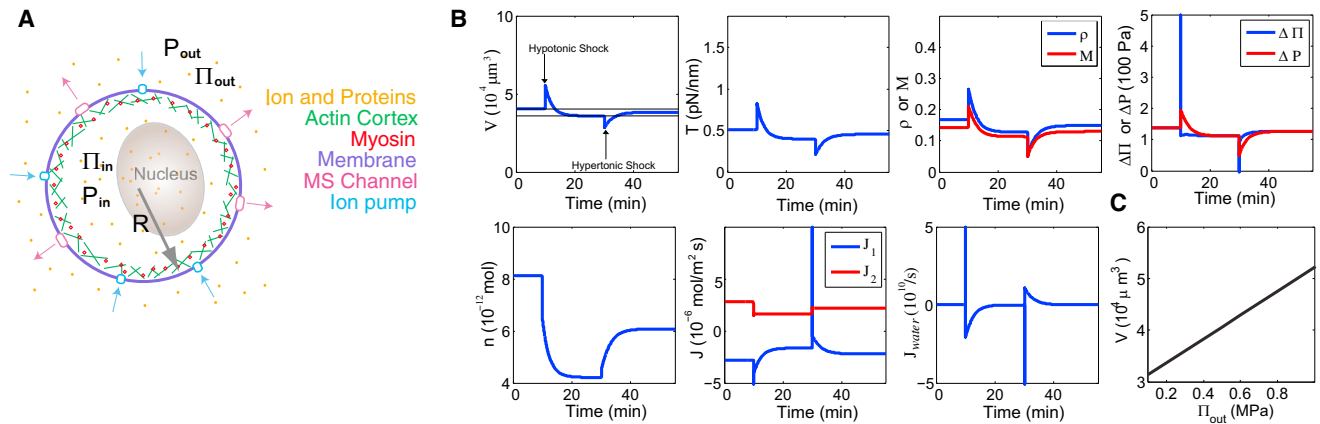 A
P_out
Π_out
Ion and Proteins
Actin Cortex
Myosin
Membrane
MS Channel
Ion pump
Π_in
P_in
Nucleus
R
B
V (10^4 μm^3)
10
5
0
Hypotonic Shock
Hypertonic Shock
0 20 40
Time (min)
T (pN/nm)
1.5
1
0.5
0
0 20 40
Time (min)
ρ or M
0.4
0.2
0
ρ
M
0 20 40
Time (min)
ΔΠ or ΔP (100 Pa)
5
4
3
2
1
0
ΔΠ
ΔP
0 20 40
Time (min)
n (10^-12 mol)
8
6
4
0 20 40
Time (min)
J (10^-6 mol/m^2 s)
5
0
−5
J_1
J_2
0 20 40
Time (min)
J_water (10^10/s)
5
0
−5
0 20 40
Time (min)
C
V (10^4 μ m^3)
6
5
4
3
0.2 0.4 0.6 0.8
Π_out (MPa)